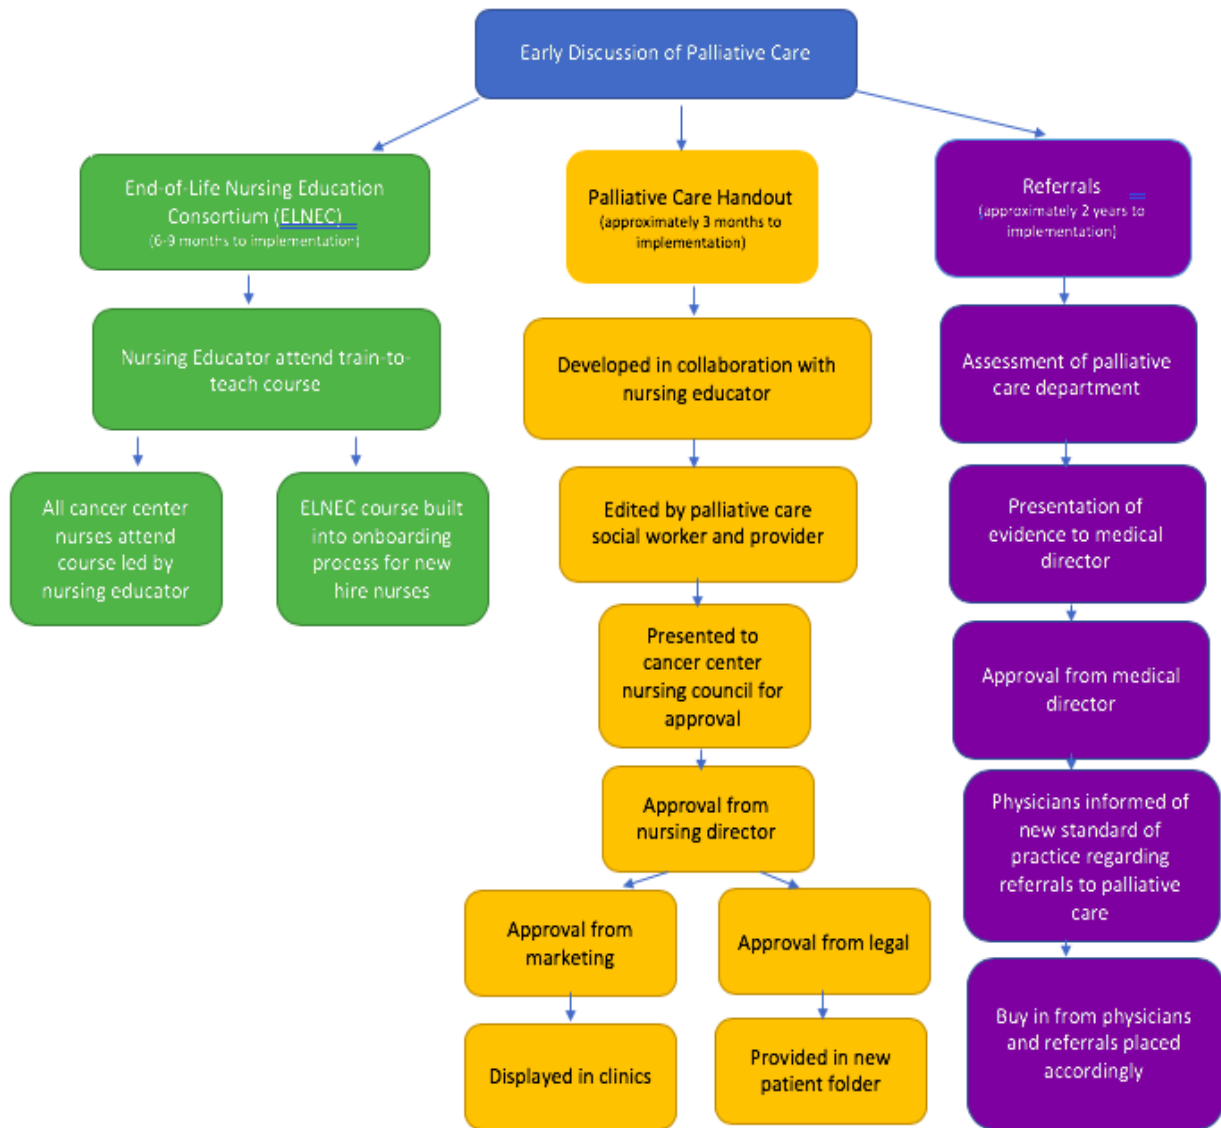 Early Discussion of Palliative Care
End-of-Life Nursing Education
Consortium (ELNEC)
(6-9 months to implementation)
Nursing Educator attend train-to-
teach course
All cancer center
nurses attend
course led by
nursing educator
ELNEC course built
into onboarding
process for new
hire nurses
Palliative Care Handout
(approximately 3 months to
implementation)
Developed in collaboration with
nursing educator
Edited by palliative care
social worker and provider
Presented to
cancer center
nursing council for
approval
Approval from
nursing director
Approval from
marketing
Displayed in clinics
Approval from legal
Provided in new
patient folder
Referrals
(approximately 2 years to
implementation)
Assessment of palliative
care department
Presentation of
evidence to medical
director
Approval from medical
director
Physicians informed of
new standard of
practice regarding
referrals to palliative
care
Buy in from physicians
and referrals placed
accordingly